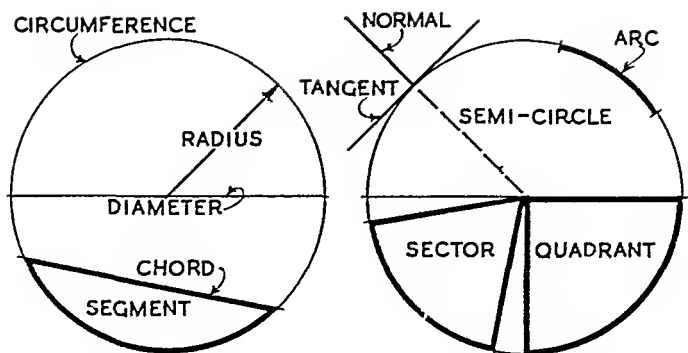 CIRCUMFERENCE
RADIUS
DIAMETER
CHORD
SEGMENT
NORMAL
TANGENT
ARC
SEMI-CIRCLE
SECTOR
QUADRANT